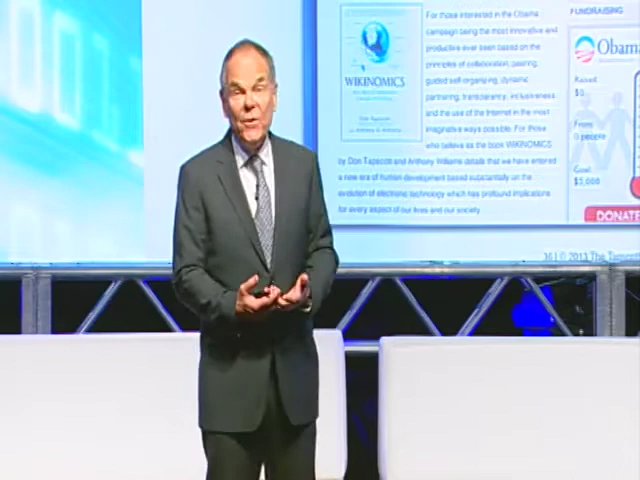 WIKINOMICS
For those interested in the Obama
campaign being the most innovative and
productive ever been based on the
principles of collaboration, peering,
guided self-organizing, dynamic
partnering, transparency, inclusiveness
and the use of the Internet in the most
imaginative ways possible. For those
who believe as the book WIKINOMICS
by Don Tapscott and Anthony Williams details that we have entered
a new era of human development based substantially on the
evolution of electronic technology which has profound implications
for every aspect of our lives and our society.
FUNDRAISING
Obama
Raised:
$0
From:
0 people
Goal:
$5,000
DONATE
© 2013 The Tapscott